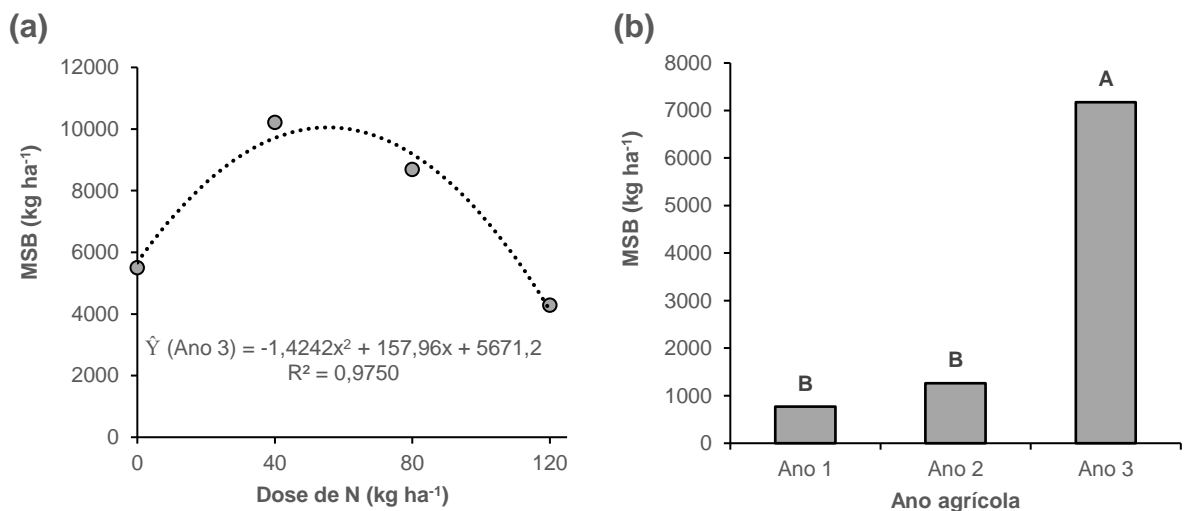 (a)
12000
10000
8000
6000
4000
2000
0
MSB (kg ha⁻¹)
Ŷ (Ano 3) = -1,4242x² + 157,96x + 5671,2
R² = 0,9750
0 40 80 120
Dose de N (kg ha⁻¹)
(b)
8000
7000
6000
5000
4000
3000
2000
1000
0
MSB (kg ha⁻¹)
B
B
A
Ano 1 Ano 2 Ano 3
Ano agrícola